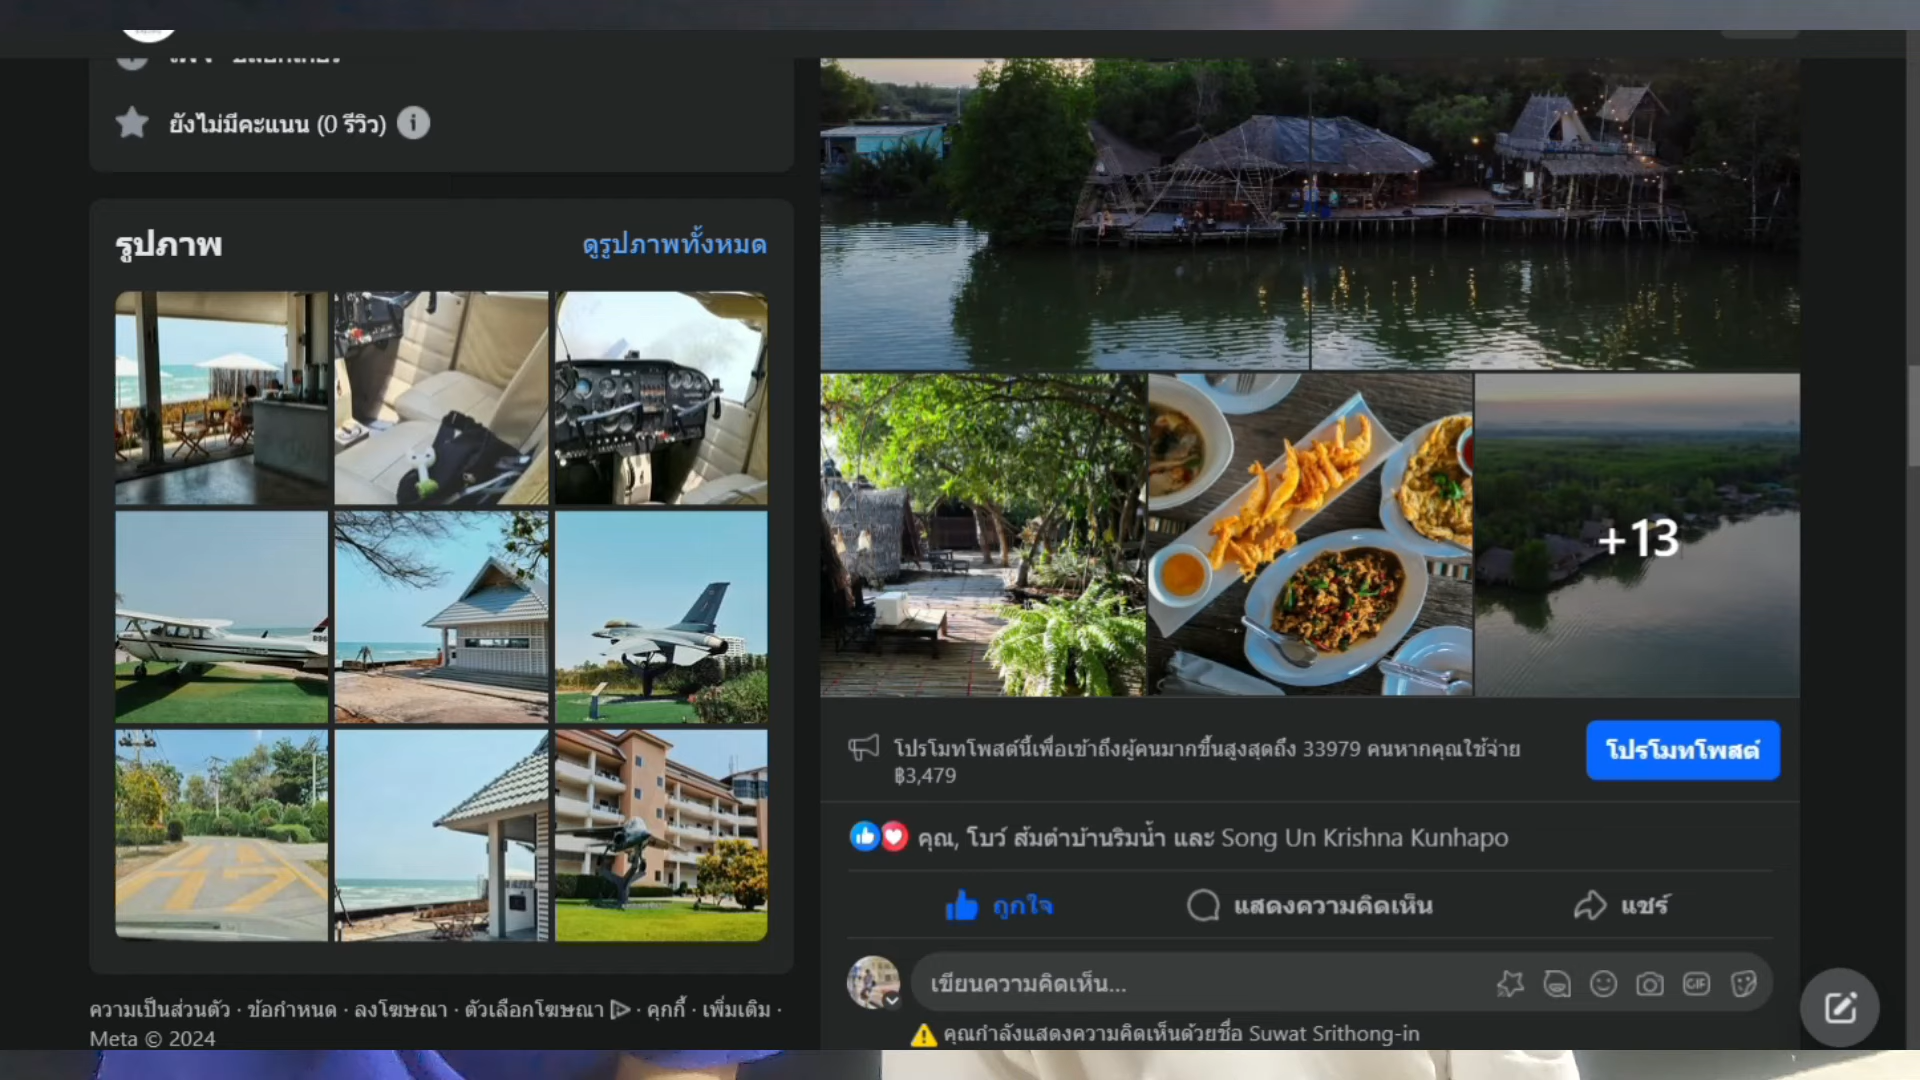 ยังไม่มีคะแนน (0 รีวิว)
รูปภาพ
ดูรูปภาพทั้งหมด
+13
โปรโมทโพสต์นี้เพื่อเข้าถึงผู้คนมากขึ้นสูงสุดถึง 33979 คนหากคุณใช้จ่าย
฿3,479
โปรโมทโพสต์
คุณ, โบว์ ส้มตำบ้านริมน้ำ และ Song Un Krishna Kunhapo
ถูกใจ
แสดงความคิดเห็น
แชร์
เขียนความคิดเห็น...
GIF
คุณกำลังแสดงความคิดเห็นด้วยชื่อ Suwat Srithong-in
ความเป็นส่วนตัว · ข้อกำหนด · ลงโฆษณา · ตัวเลือกโฆษณา · คุกกี้ · เพิ่มเติม ·
Meta © 2024